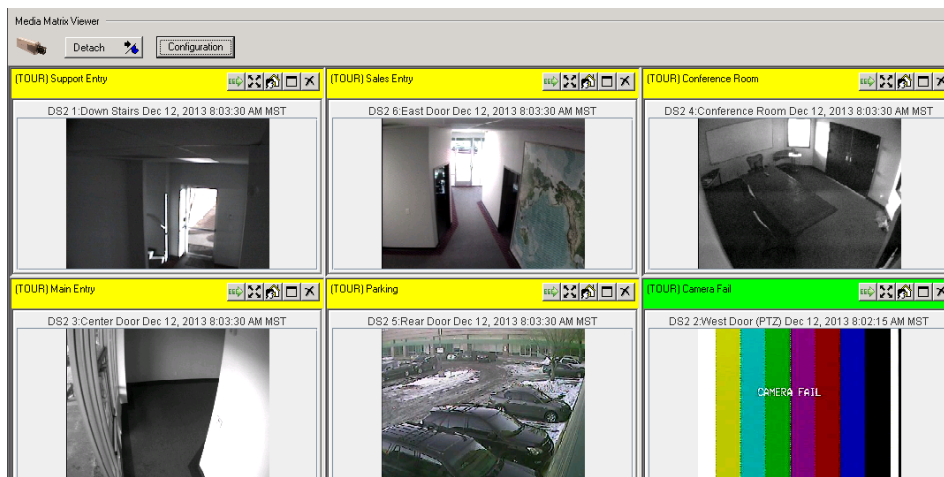 Media Matrix Viewer
Detach
Configuration
(TOUR) Support Entry
(TOUR) Sales Entry
(TOUR) Conference Room
DS2 1:Down Stairs Dec 12, 2013 8:03:30 AM MST
DS2 6:East Door Dec 12, 2013 8:03:30 AM MST
DS2 4:Conference Room Dec 12, 2013 8:03:30 AM MST
(TOUR) Main Entry
(TOUR) Parking
(TOUR) Camera Fail
DS2 3:Center Door Dec 12, 2013 8:03:30 AM MST
DS2 5:Rear Door Dec 12, 2013 8:03:30 AM MST
DS2 2:West Door (PTZ) Dec 12, 2013 8:02:15 AM MST
CAMERA FAIL